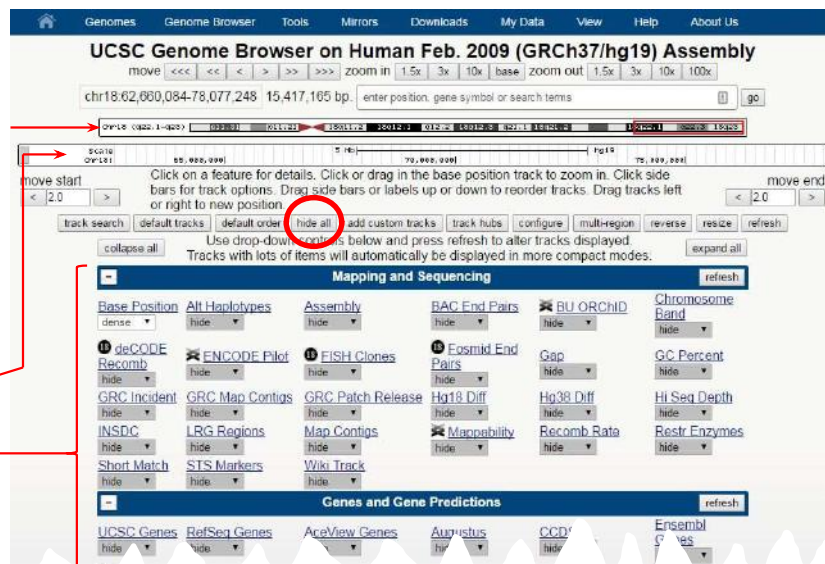 Genomes Genome Browser Tools Mirrors Downloads My Data View Help About Us
UCSC Genome Browser on Human Feb. 2009 (GRCh37/hg19) Assembly
move <<< << < > >> >>> zoom in 1.5x 3x 10x base zoom out 1.5x 3x 10x 100x
chr18:62,660,084-78,077,248 15,417,165 bp. enter position, gene symbol or search terms go
chr18 (q22.1-q23)
Scale 5 Mb hg19
chr18: 65,000,000 70,000,000 75,000,000
move start Click on a feature for details. Click or drag in the base position track to zoom in. Click side move end
< 2.0 > bars for track options. Drag side bars or labels up or down to reorder tracks. Drag tracks left < 2.0 >
or right to new position.
track search default tracks default order hide all add custom tracks track hubs configure multi-region reverse resize refresh
collapse all Use drop-down controls below and press refresh to alter tracks displayed. expand all
Tracks with lots of items will automatically be displayed in more compact modes.
- Mapping and Sequencing refresh
Base Position Alt Haplotypes Assembly BAC End Pairs BU ORChID Chromosome Band
dense hide hide hide hide hide
deCODE Recomb ENCODE Pilot FISH Clones Fosmid End Pairs Gap GC Percent
hide hide hide hide hide hide
GRC Incident GRC Map Contigs GRC Patch Release Hg18 Diff Hg38 Diff Hi Seq Depth
hide hide hide hide hide hide
INSDC LRG Regions Map Contigs Mappability Recomb Rate Restr Enzymes
hide hide hide hide hide hide
Short Match STS Markers Wiki Track
hide hide hide
- Genes and Gene Predictions refresh
UCSC Genes RefSeq Genes AceView Genes Augustus Ensembl
hide hide